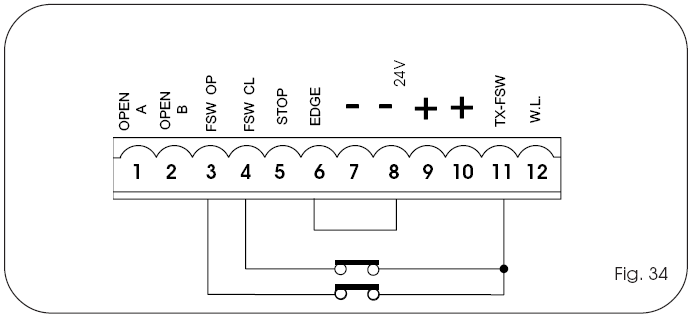 OPEN A
OPEN B
FSW OP
FSW CL
STOP
EDGE
-
-
24V
+
+
TX-FSW
W.L.
1 2 3 4 5 6 7 8 9 10 11 12
Fig. 34